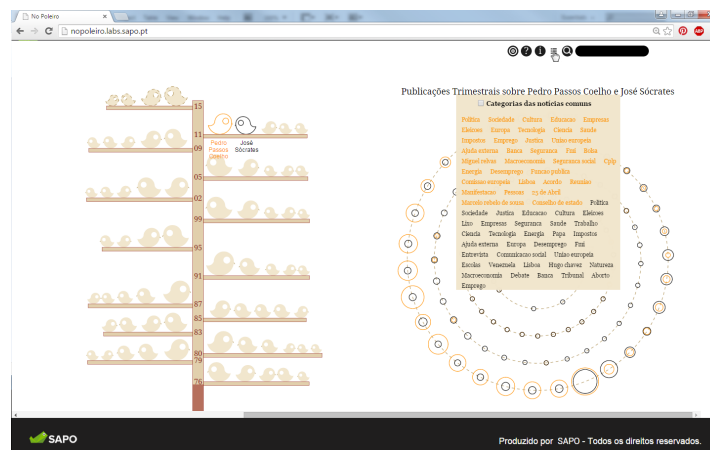 No Poleiro
nopoleiro.labs.sapo.pt
ABP
15
11
09
05
02
99
95
91
87
85
83
80
79
76
Pedro
Passos
Coelho
José
Sócrates
Publicações Trimestrais sobre Pedro Passos Coelho e José Sócrates
Categorias das notícias comuns
Politica Sociedade Cultura Educacao Empresas
Eleicoes Europa Tecnologia Ciencia Saude
Impostos Emprego Justica Uniao europeia
Ajuda externa Banca Seguranca Fmi Bolsa
Miguel relvas Macroeconomia Seguranca social Cplp
Energia Desemprego Funcao publica
Comissao europeia Lisboa Acordo Reuniao
Manifestacao Pessoas 25 de Abril
Marcelo rebelo de sousa Conselho de estado Politica
Sociedade Justica Educacao Cultura Eleicoes
Lixo Empresas Seguranca Saude Trabalho
Ciencia Tecnologia Energia Papa Impostos
Ajuda externa Europa Desemprego Fmi
Entrevista Comunicacao social Uniao europeia
Escolas Venezuela Lisboa Hugo chavez Natureza
Macroeconomia Debate Banca Tribunal Aborto
Emprego
SAPO
Produzido por SAPO - Todos os direitos reservados.